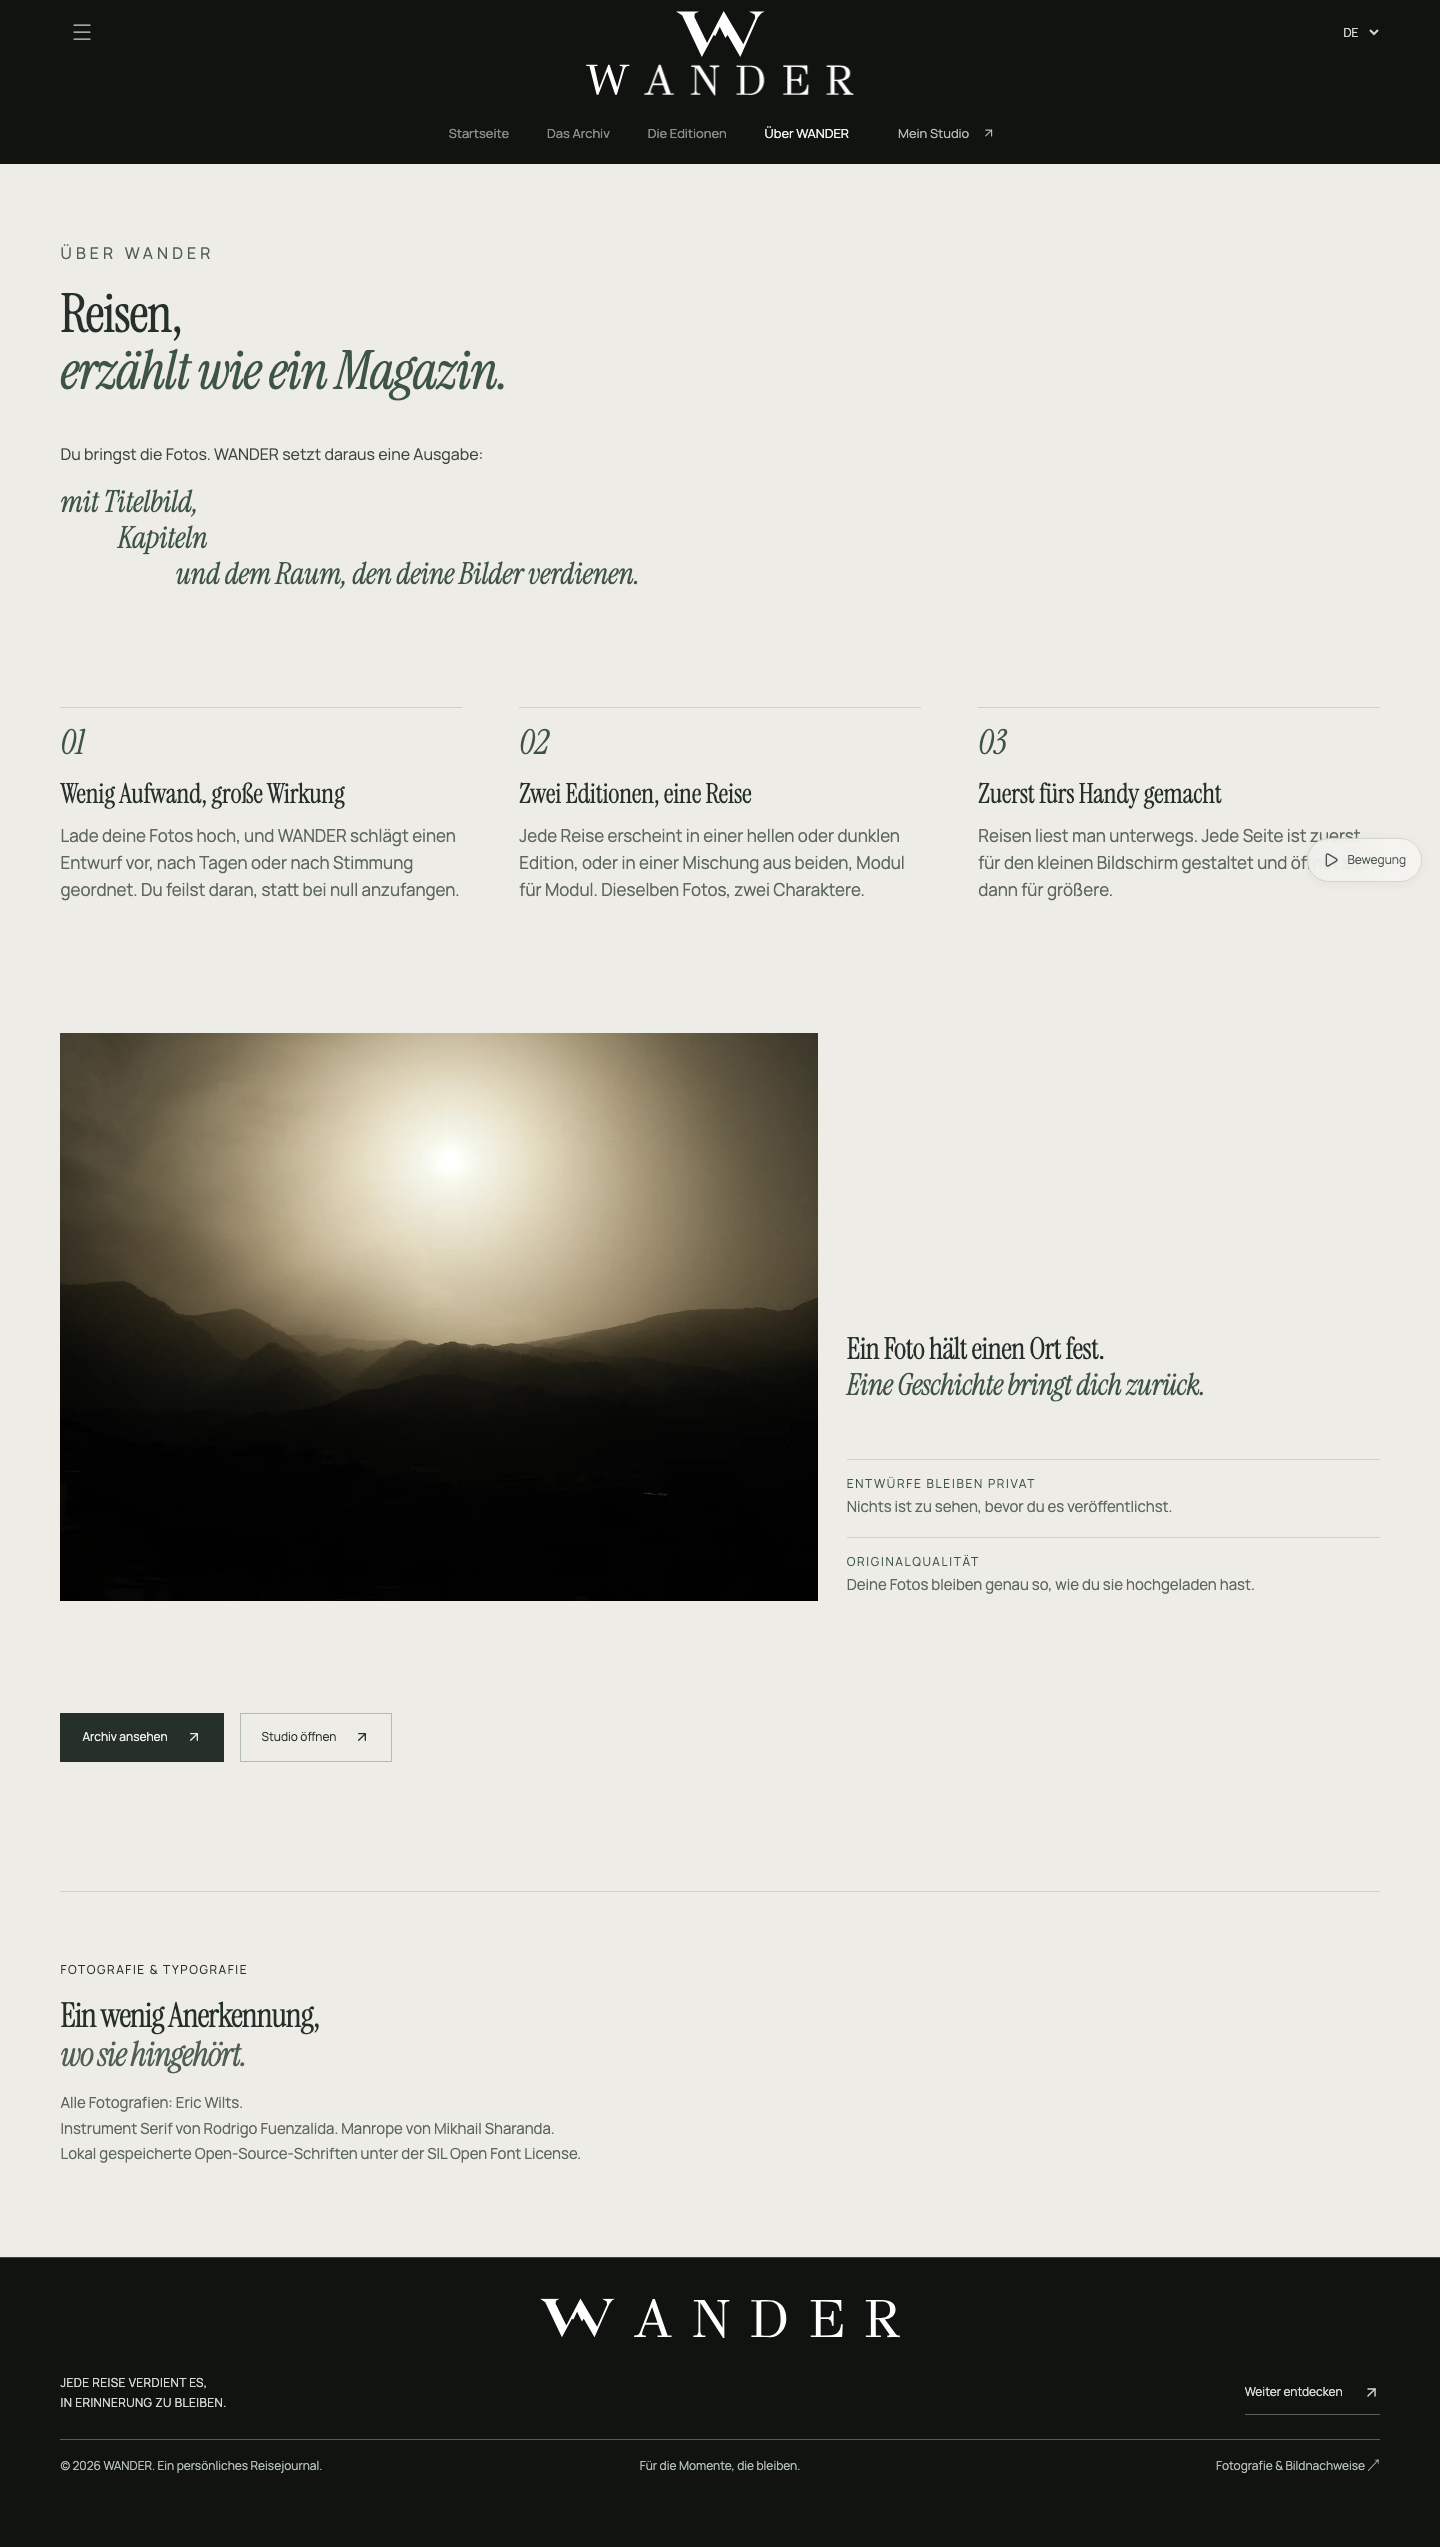 DE
W
WANDER
Startseite Das Archiv Die Editionen Über WANDER Mein Studio
ÜBER WANDER
Reisen,
erzählt wie ein Magazin.
Du bringst die Fotos. WANDER setzt daraus eine Ausgabe:
mit Titelbild,
Kapiteln
und dem Raum, den deine Bilder verdienen.
01
Wenig Aufwand, große Wirkung
Lade deine Fotos hoch, und WANDER schlägt einen
Entwurf vor, nach Tagen oder nach Stimmung
geordnet. Du feilst daran, statt bei null anzufangen.
02
Zwei Editionen, eine Reise
Jede Reise erscheint in einer hellen oder dunklen
Edition, oder in einer Mischung aus beiden, Modul
für Modul. Dieselben Fotos, zwei Charaktere.
03
Zuerst fürs Handy gemacht
Reisen liest man unterwegs. Jede Seite ist zuerst
für den kleinen Bildschirm gestaltet und
dann für größere.
Bewegung
Ein Foto hält einen Ort fest.
Eine Geschichte bringt dich zurück.
ENTWÜRFE BLEIBEN PRIVAT
Nichts ist zu sehen, bevor du es veröffentlichst.
ORIGINALQUALITÄT
Deine Fotos bleiben genau so, wie du sie hochgeladen hast.
Archiv ansehen
Studio öffnen
FOTOGRAFIE & TYPOGRAFIE
Ein wenig Anerkennung,
wo sie hingehört.
Alle Fotografien: Eric Wilts.
Instrument Serif von Rodrigo Fuenzalida. Manrope von Mikhail Sharanda.
Lokal gespeicherte Open-Source-Schriften unter der SIL Open Font License.
WANDER
JEDE REISE VERDIENT ES,
IN ERINNERUNG ZU BLEIBEN.
Weiter entdecken
© 2026 WANDER. Ein persönliches Reisejournal.
Für die Momente, die bleiben.
Fotografie & Bildnachweise